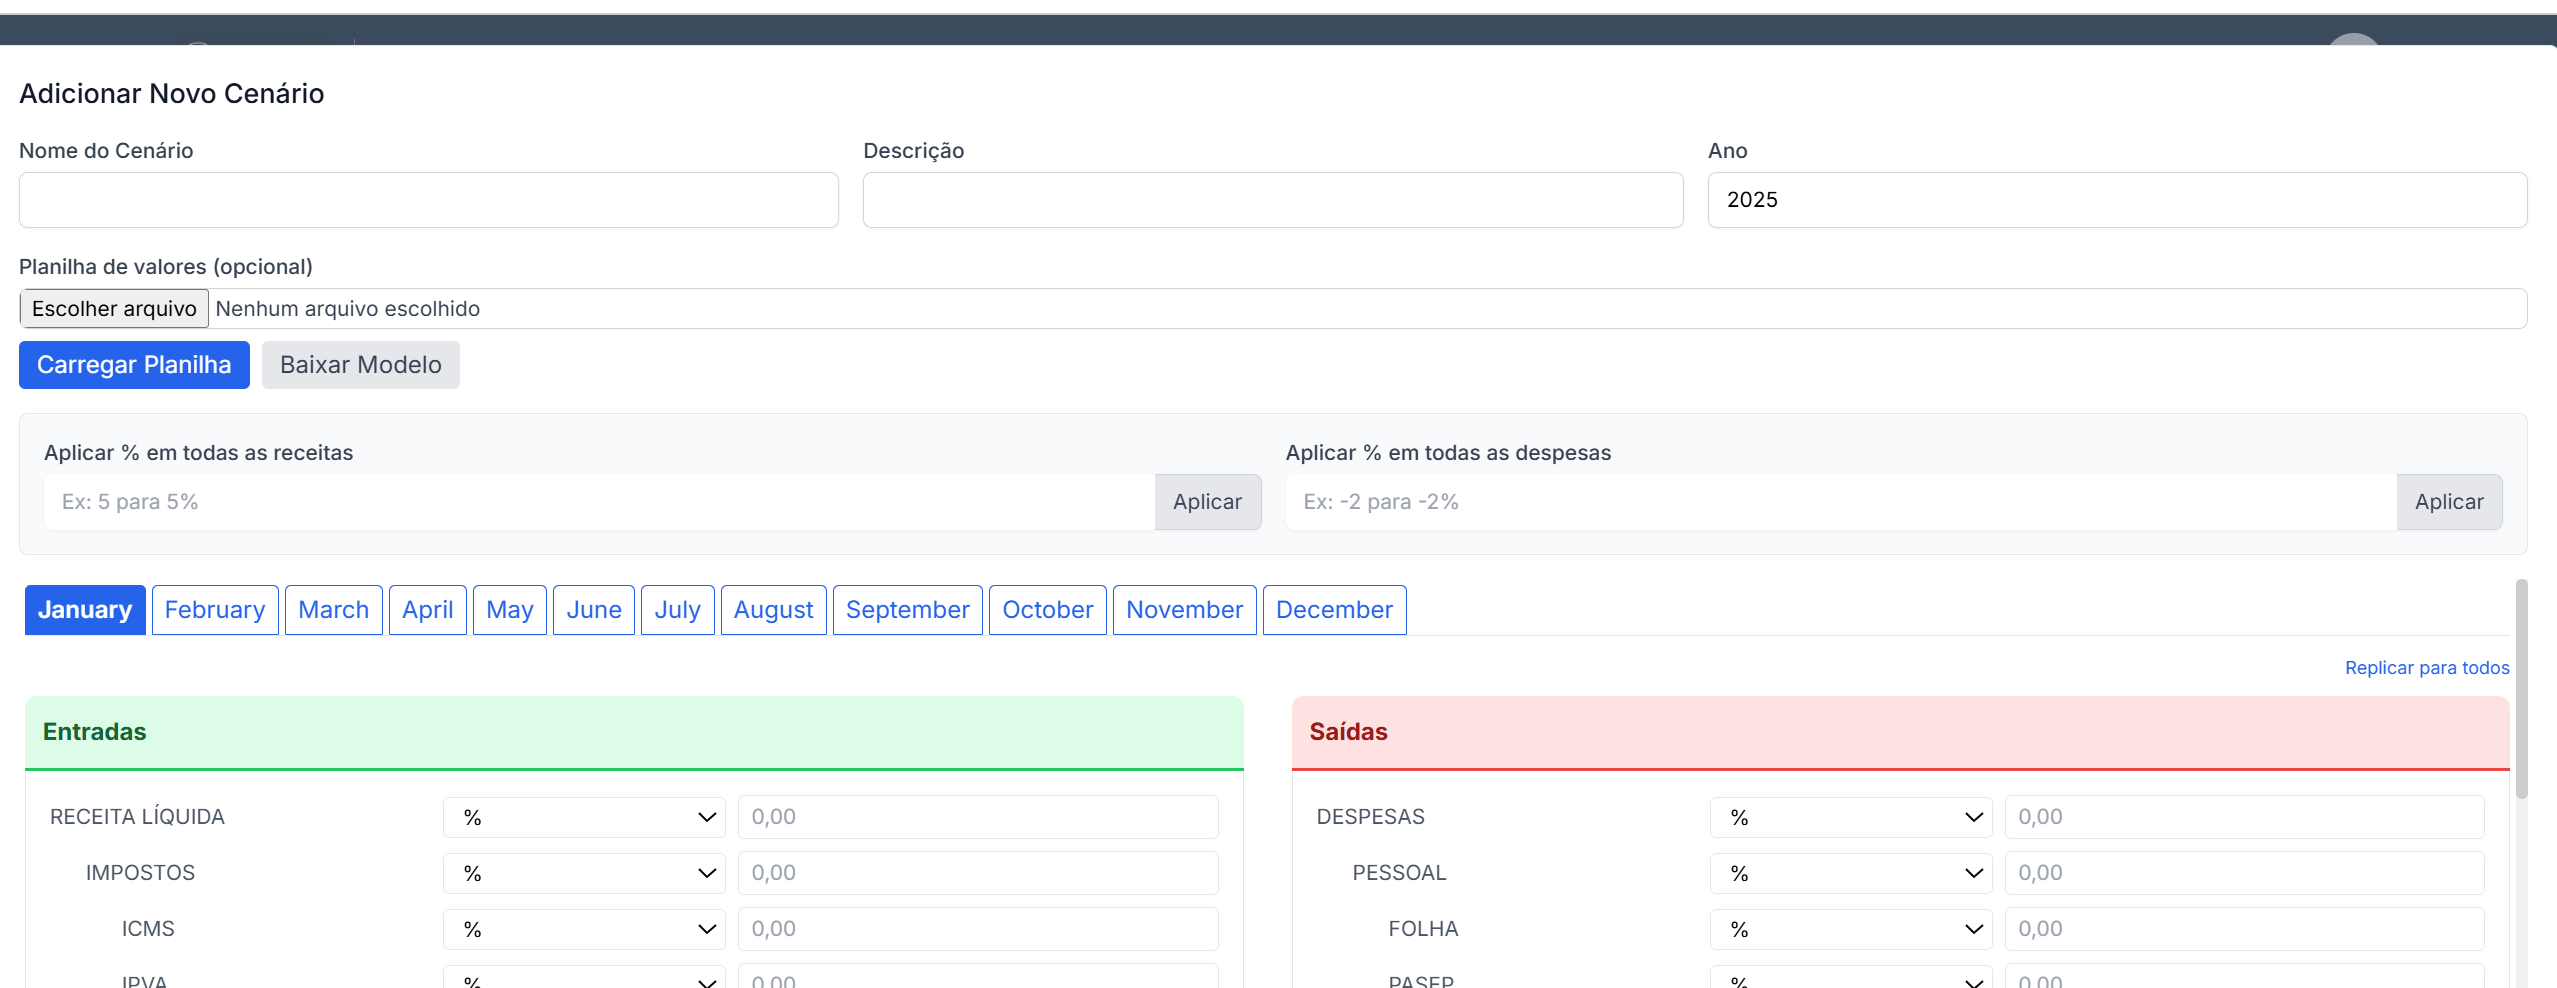 Adicionar Novo Cenário
Nome do Cenário
Descrição
Ano
2025
Planilha de valores (opcional)
Escolher arquivo Nenhum arquivo escolhido
Carregar Planilha
Baixar Modelo
Aplicar % em todas as receitas
Ex: 5 para 5%
Aplicar
Aplicar % em todas as despesas
Ex: -2 para -2%
Aplicar
January February March April May June July August September October November December
Replicar para todos
Entradas
RECEITA LÍQUIDA % 0,00
IMPOSTOS % 0,00
ICMS % 0,00
IPVA % 0,00
Saídas
DESPESAS % 0,00
PESSOAL % 0,00
FOLHA % 0,00
PASEP % 0,00